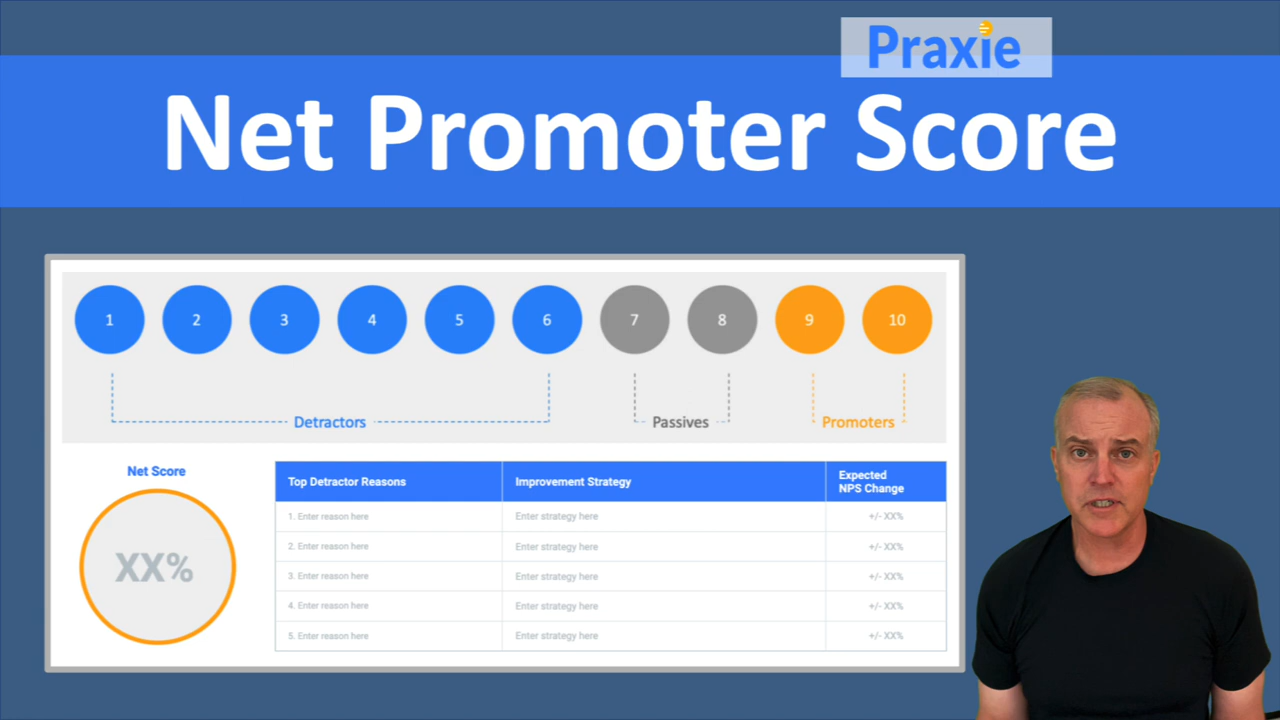 Praxie
Net Promoter Score
1 2 3 4 5 6 7 8 9 10
Detractors Passives Promoters
Net Score
XX%
Top Detractor Reasons Improvement Strategy Expected
NPS Change
1. Enter reason here Enter strategy here +/- XX%
2. Enter reason here Enter strategy here +/- XX%
3. Enter reason here Enter strategy here +/- XX%
4. Enter reason here Enter strategy here +/- XX%
5. Enter reason here Enter strategy here +/- XX%